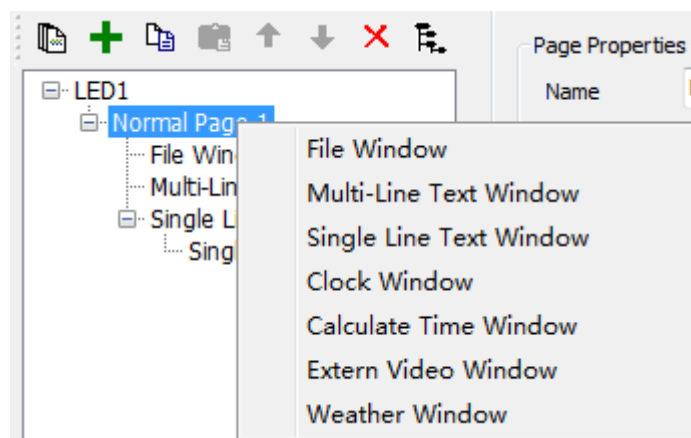 Page Properties
LED1
Name
Normal Page 1
File Window
File Win
Multi-Line Text Window
Multi-Lin
Single Line Text Window
Single L
Sing
Clock Window
Calculate Time Window
Extern Video Window
Weather Window